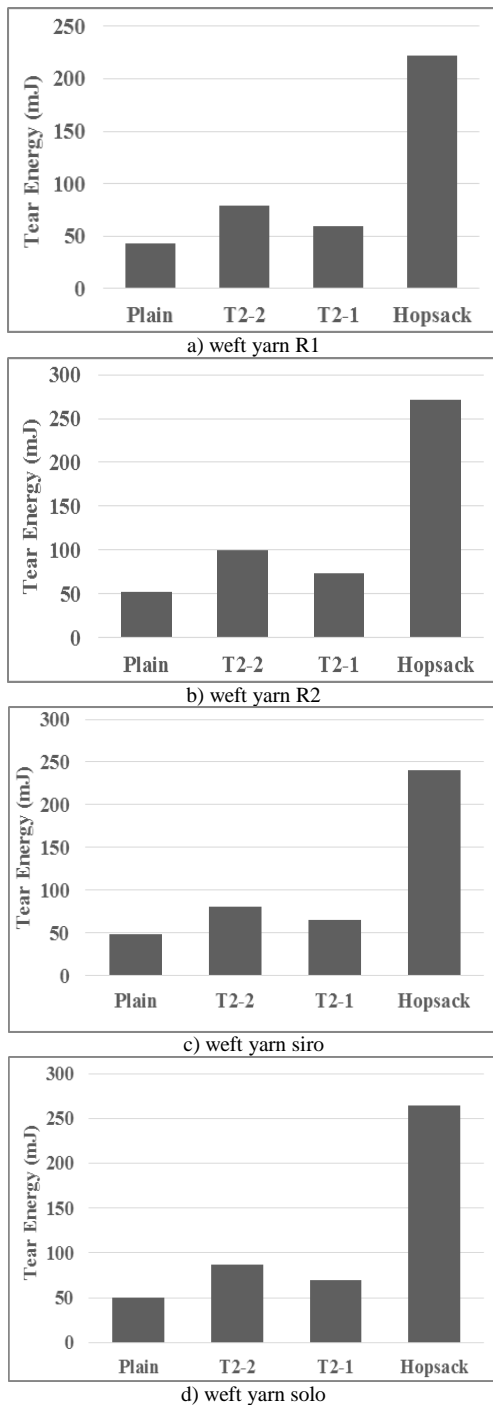 250
200
150
100
50
0
Tear Energy (mJ)
Plain T2-2 T2-1 Hopsack
a) weft yarn R1
300
250
200
150
100
50
0
Tear Energy (mJ)
Plain T2-2 T2-1 Hopsack
b) weft yarn R2
300
250
200
150
100
50
0
Tear Energy (mJ)
Plain T2-2 T2-1 Hopsack
c) weft yarn siro
300
250
200
150
100
50
0
Tear Energy (mJ)
Plain T2-2 T2-1 Hopsack
d) weft yarn solo